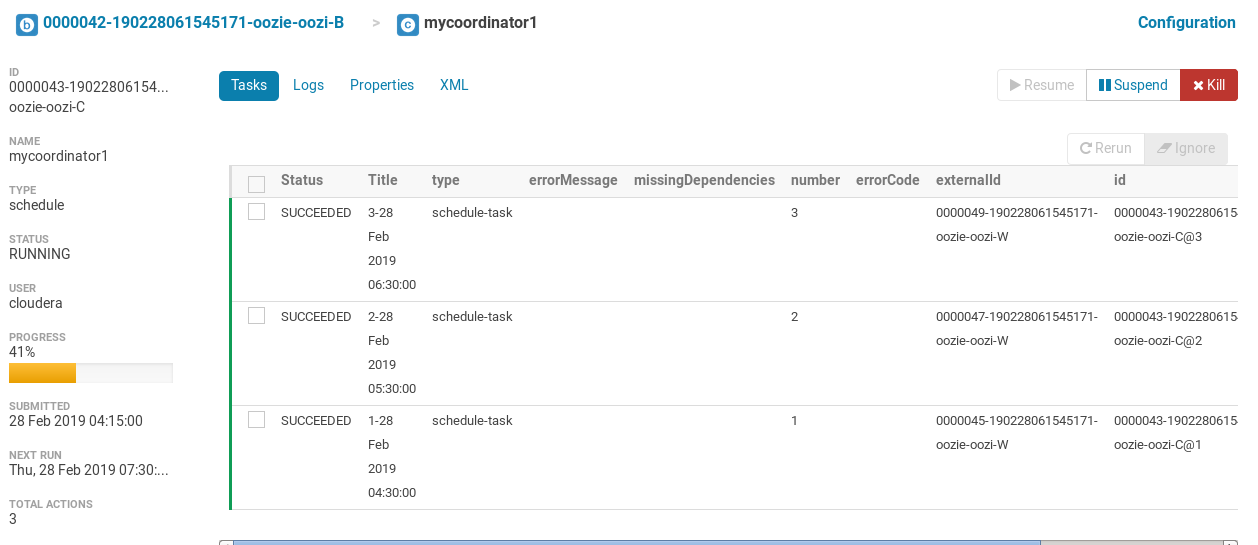 b 0000042-190228061545171-oozie-oozi-B > c mycoordinator1 Configuration
ID
0000043-19022806154...
oozie-oozi-C
NAME
mycoordinator1
TYPE
schedule
STATUS
RUNNING
USER
cloudera
PROGRESS
41%
SUBMITTED
28 Feb 2019 04:15:00
NEXT RUN
Thu, 28 Feb 2019 07:30:...
TOTAL ACTIONS
3
Tasks Logs Properties XML Resume Suspend Kill
Rerun Ignore
Status Title type errorMessage missingDependencies number errorCode externalId id
SUCCEEDED 3-28 schedule-task 3 0000049-190228061545171- 0000043-1902280615
Feb oozie-oozi-W oozie-oozi-C@3
2019
06:30:00
SUCCEEDED 2-28 schedule-task 2 0000047-190228061545171- 0000043-1902280615
Feb oozie-oozi-W oozie-oozi-C@2
2019
05:30:00
SUCCEEDED 1-28 schedule-task 1 0000045-190228061545171- 0000043-1902280615
Feb oozie-oozi-W oozie-oozi-C@1
2019
04:30:00